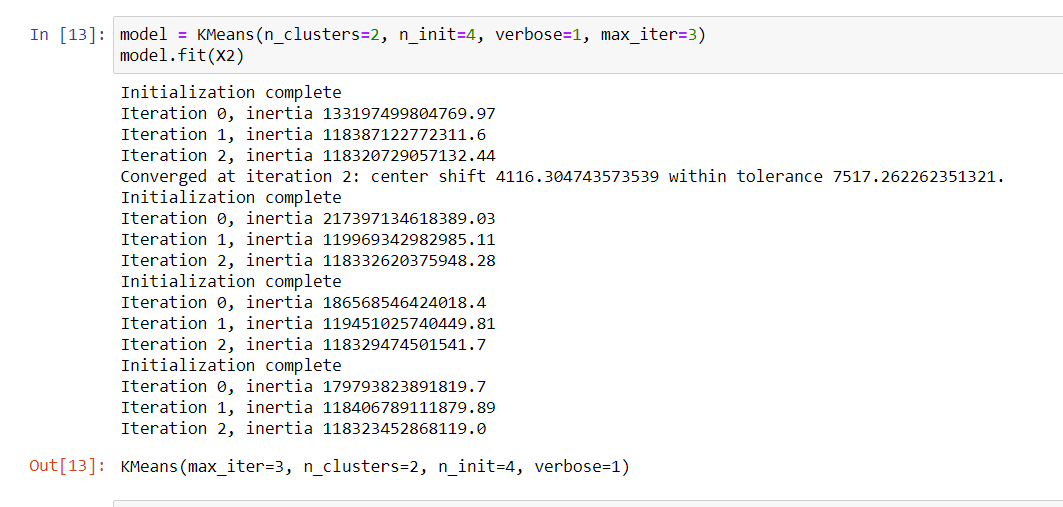 In [13]: model = KMeans(n_clusters=2, n_init=4, verbose=1, max_iter=3)
model.fit(X2)
Initialization complete
Iteration 0, inertia 133197499804769.97
Iteration 1, inertia 118387122772311.6
Iteration 2, inertia 118320729057132.44
Converged at iteration 2: center shift 4116.304743573539 within tolerance 7517.262262351321.
Initialization complete
Iteration 0, inertia 217397134618389.03
Iteration 1, inertia 119969342982985.11
Iteration 2, inertia 118332620375948.28
Initialization complete
Iteration 0, inertia 186568546424018.4
Iteration 1, inertia 119451025740449.81
Iteration 2, inertia 118329474501541.7
Initialization complete
Iteration 0, inertia 179793823891819.7
Iteration 1, inertia 118406789111879.89
Iteration 2, inertia 118323452868119.0
Out[13]: KMeans(max_iter=3, n_clusters=2, n_init=4, verbose=1)